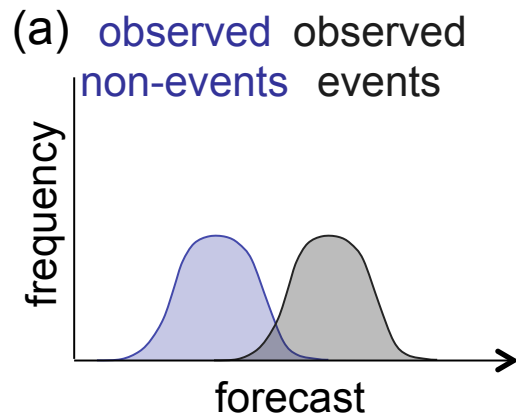 (a) observed observed
non-events events
frequency
forecast